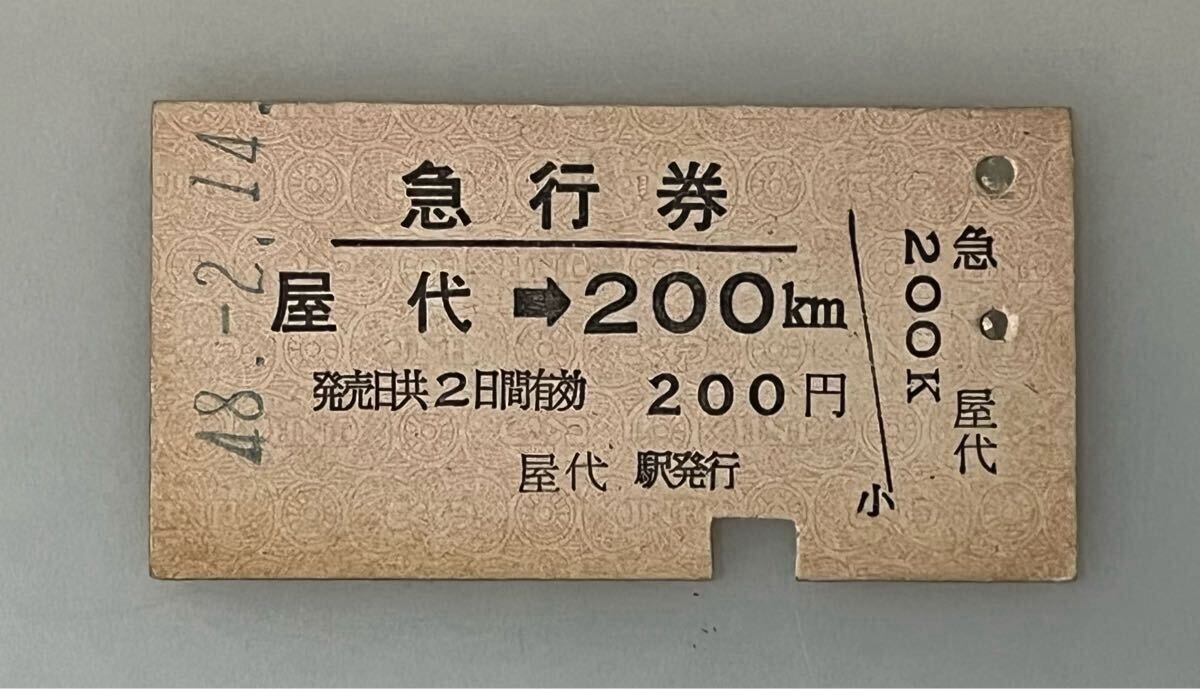 48.-2.14.
急行券
屋代➡200km
発売日共2日間有効 200円
屋代 駅発行
小
急 屋代
200K